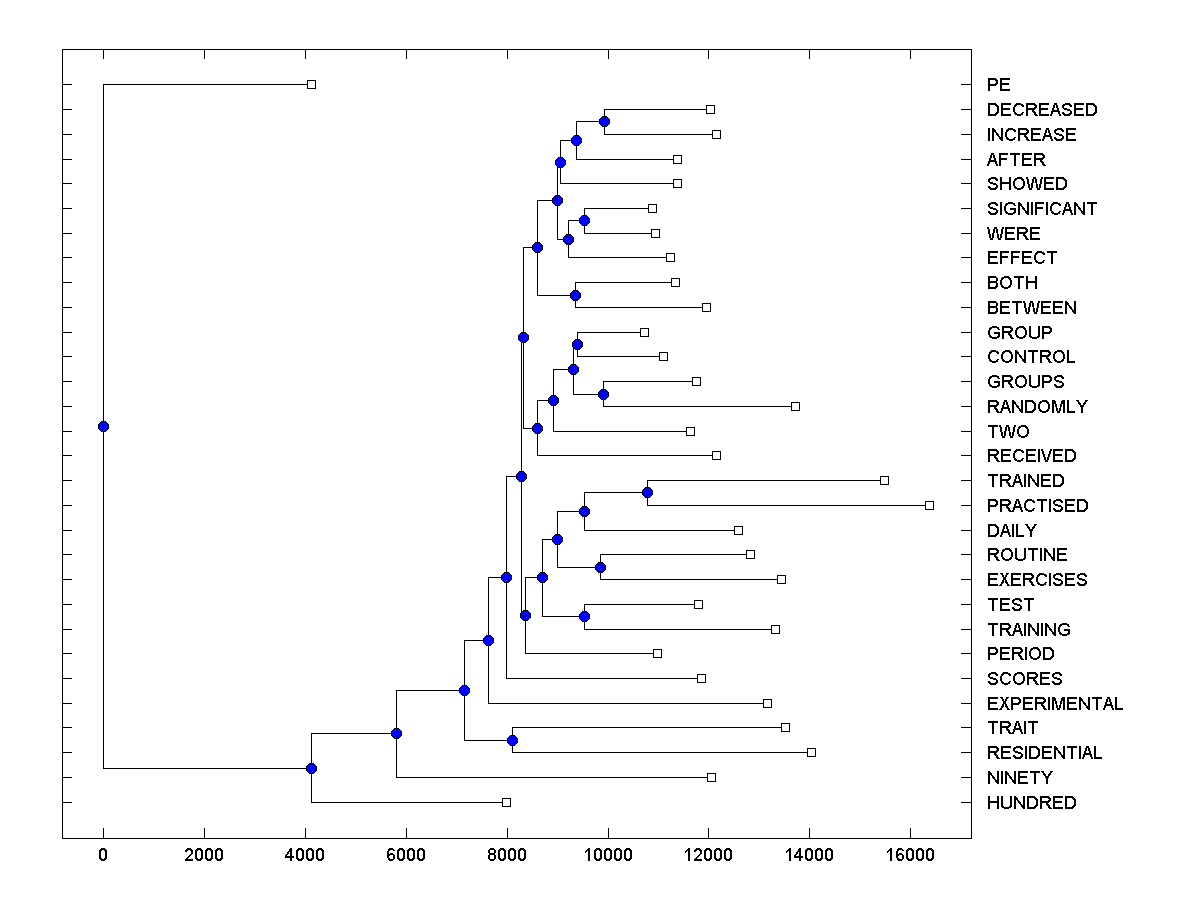 PE
DECREASED
INCREASE
AFTER
SHOWED
SIGNIFICANT
WERE
EFFECT
BOTH
BETWEEN
GROUP
CONTROL
GROUPS
RANDOMLY
TWO
RECEIVED
TRAINED
PRACTISED
DAILY
ROUTINE
EXERCISES
TEST
TRAINING
PERIOD
SCORES
EXPERIMENTAL
TRAIT
RESIDENTIAL
NINETY
HUNDRED
0 2000 4000 6000 8000 10000 12000 14000 16000